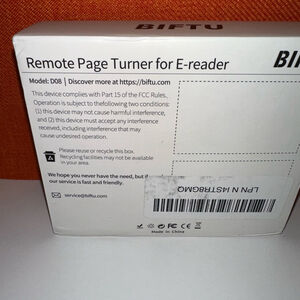 BIFTU
Remote Page Turner for E-reader
BIF
Model: D08 | Discover more at https://biftu.com
This device complies with Part 15 of the FCC Rules.
Operation is subject to thefollowing two conditions:
(1) this device may not cause harmful interference,
and (2) this device must accept any interference
received, including interference that may
cause undesired operation.
Please reuse or recycle this box.
Recycling facilities may not be available
in your area.
We hope you never have the need, but if
our service is fast and friendly.
service@biftu.com
LPN N I4STR86MQ
FC
Made in China